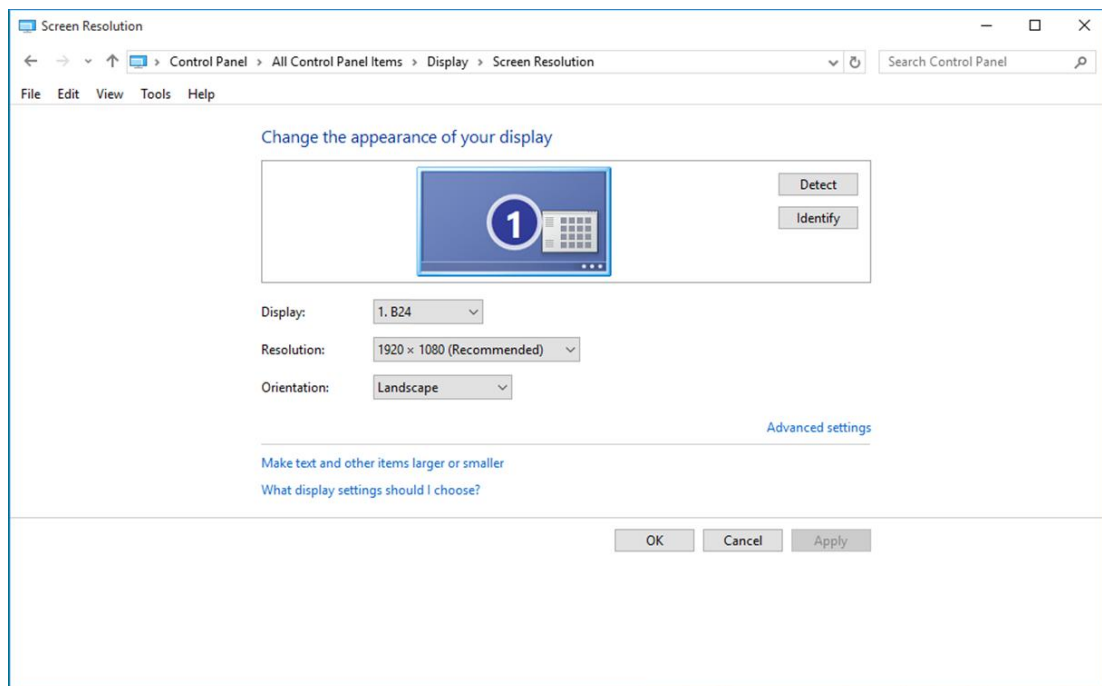 Screen Resolution
Control Panel > All Control Panel Items > Display > Screen Resolution
Search Control Panel
File Edit View Tools Help
Change the appearance of your display
1
Detect
Identify
Display: 1. B24
Resolution: 1920 × 1080 (Recommended)
Orientation: Landscape
Advanced settings
Make text and other items larger or smaller
What display settings should I choose?
OK Cancel Apply